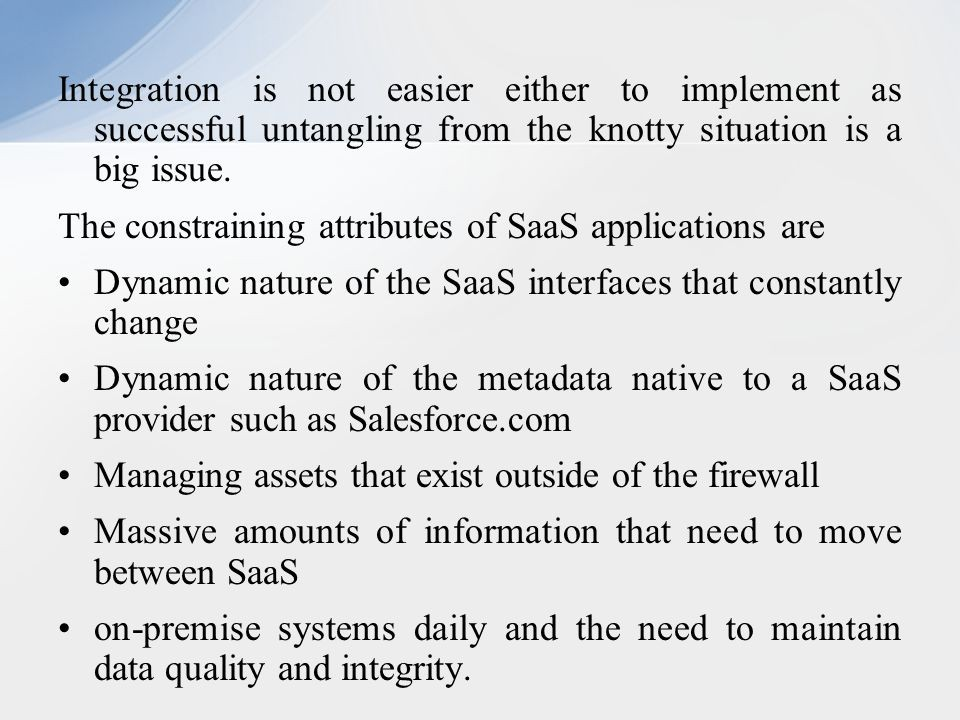 Integration is not easier either to implement as
successful untangling from the knotty situation is a
big issue.
The constraining attributes of SaaS applications are
• Dynamic nature of the SaaS interfaces that constantly
change
• Dynamic nature of the metadata native to a SaaS
provider such as Salesforce.com
• Managing assets that exist outside of the firewall
• Massive amounts of information that need to move
between SaaS
• on-premise systems daily and the need to maintain
data quality and integrity.